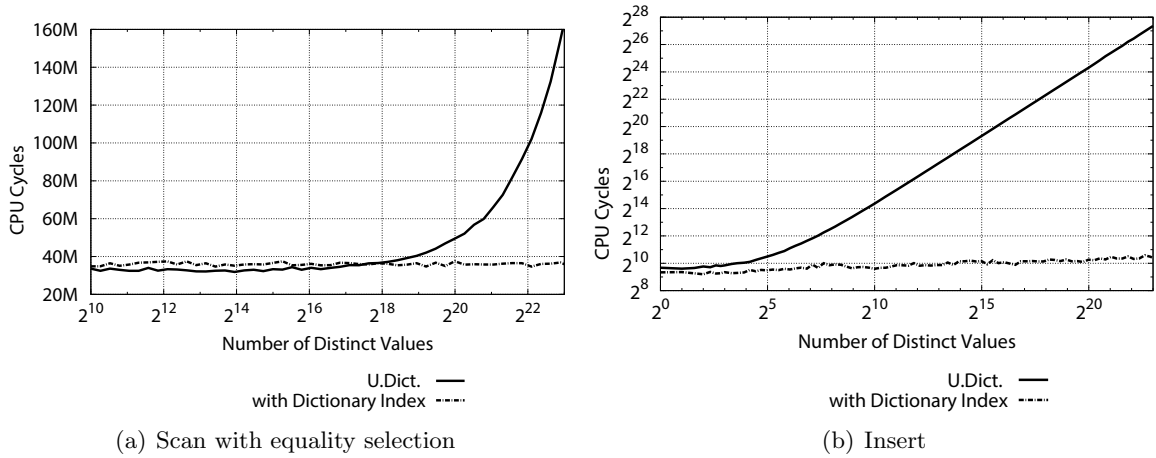 160M
140M
120M
100M
80M
60M
40M
20M
CPU Cycles
2^10 2^12 2^14 2^16 2^18 2^20 2^22
Number of Distinct Values
U.Dict.
with Dictionary Index
(a) Scan with equality selection
2^28
2^26
2^24
2^22
2^20
2^18
2^16
2^14
2^10
2^10
2^8
CPU Cycles
2^0 2^5 2^10 2^15 2^20
Number of Distinct Values
U.Dict.
with Dictionary Index
(b) Insert